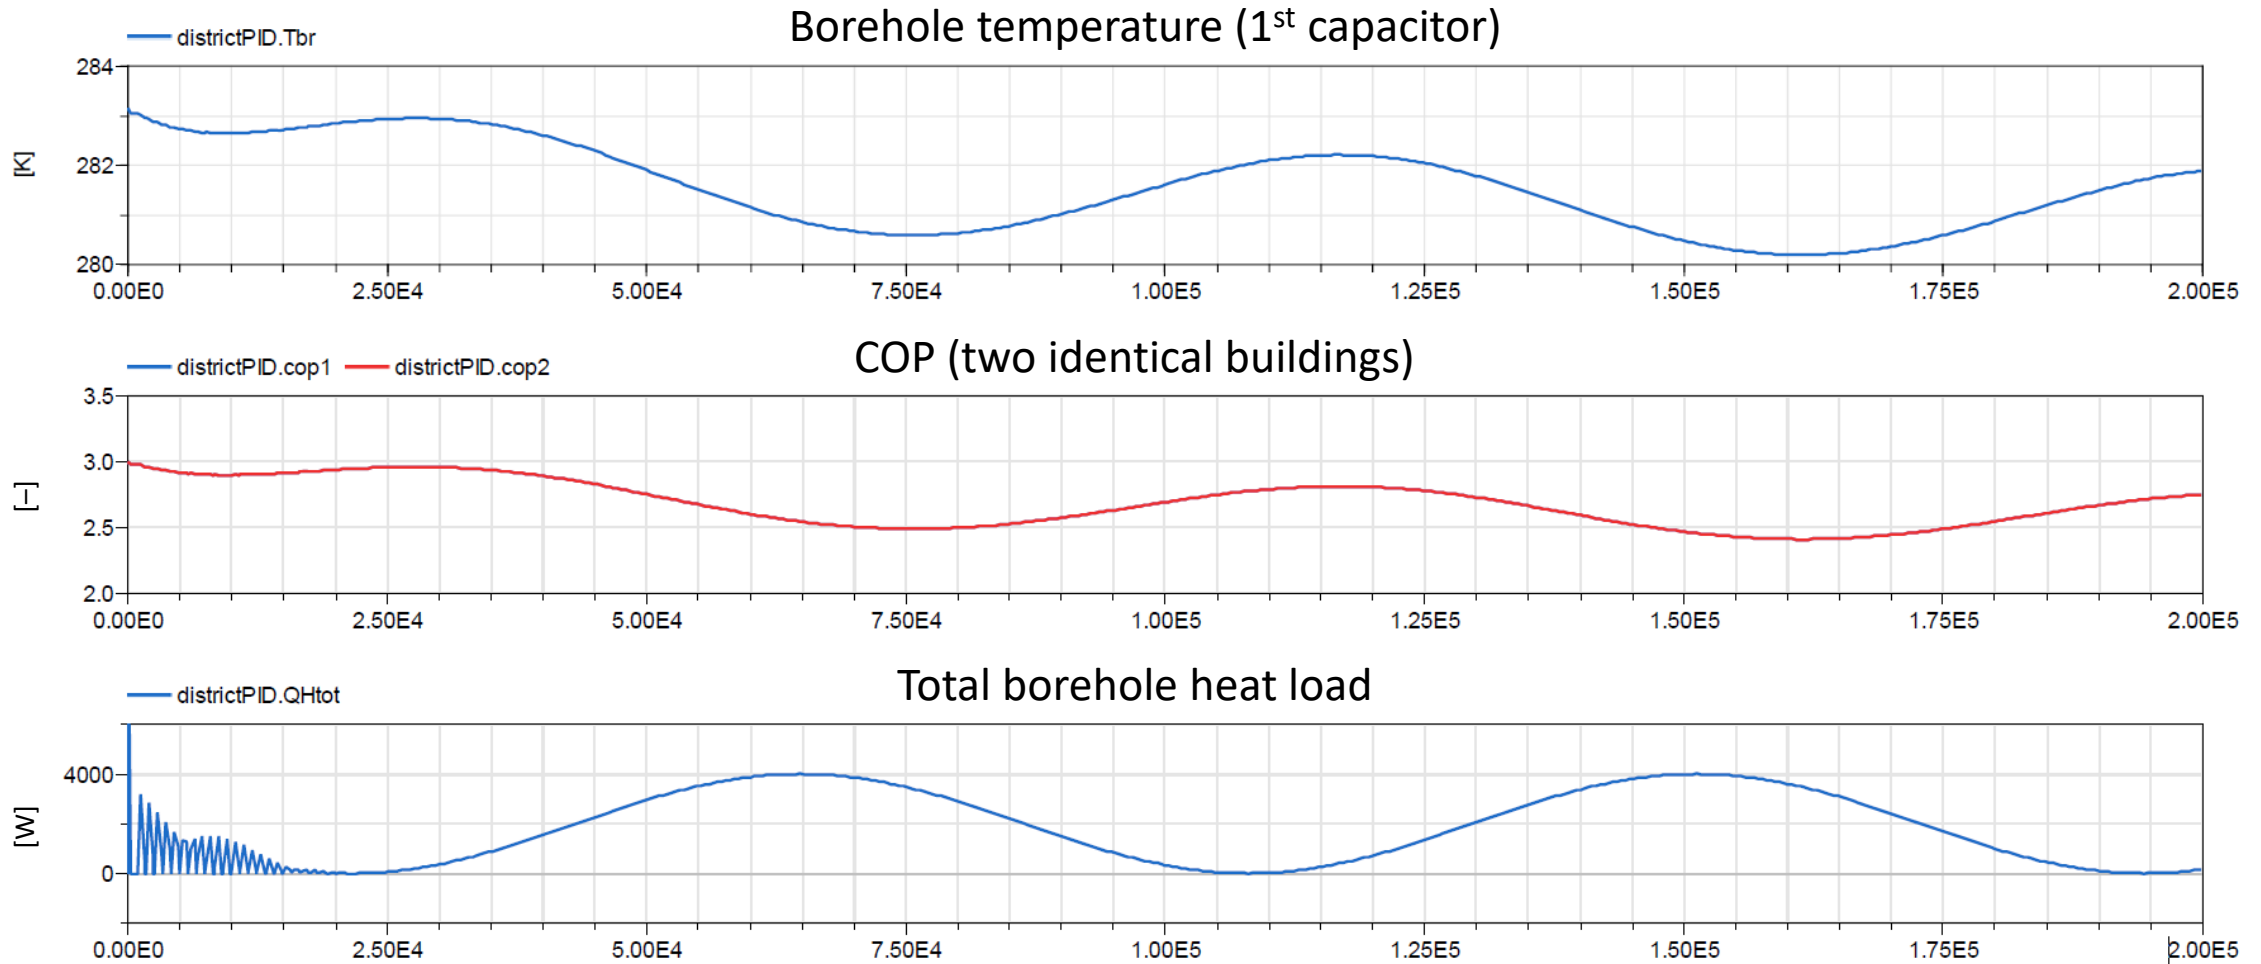 Borehole temperature (1st capacitor)
districtPID.Tbr
284
282
280
[K]
0.00E0 2.50E4 5.00E4 7.50E4 1.00E5 1.25E5 1.50E5 1.75E5 2.00E5
COP (two identical buildings)
districtPID.cop1 districtPID.cop2
3.5
3.0
2.5
2.0
[–]
0.00E0 2.50E4 5.00E4 7.50E4 1.00E5 1.25E5 1.50E5 1.75E5 2.00E5
Total borehole heat load
districtPID.QHtot
4000
0
[W]
0.00E0 2.50E4 5.00E4 7.50E4 1.00E5 1.25E5 1.50E5 1.75E5 2.00E5